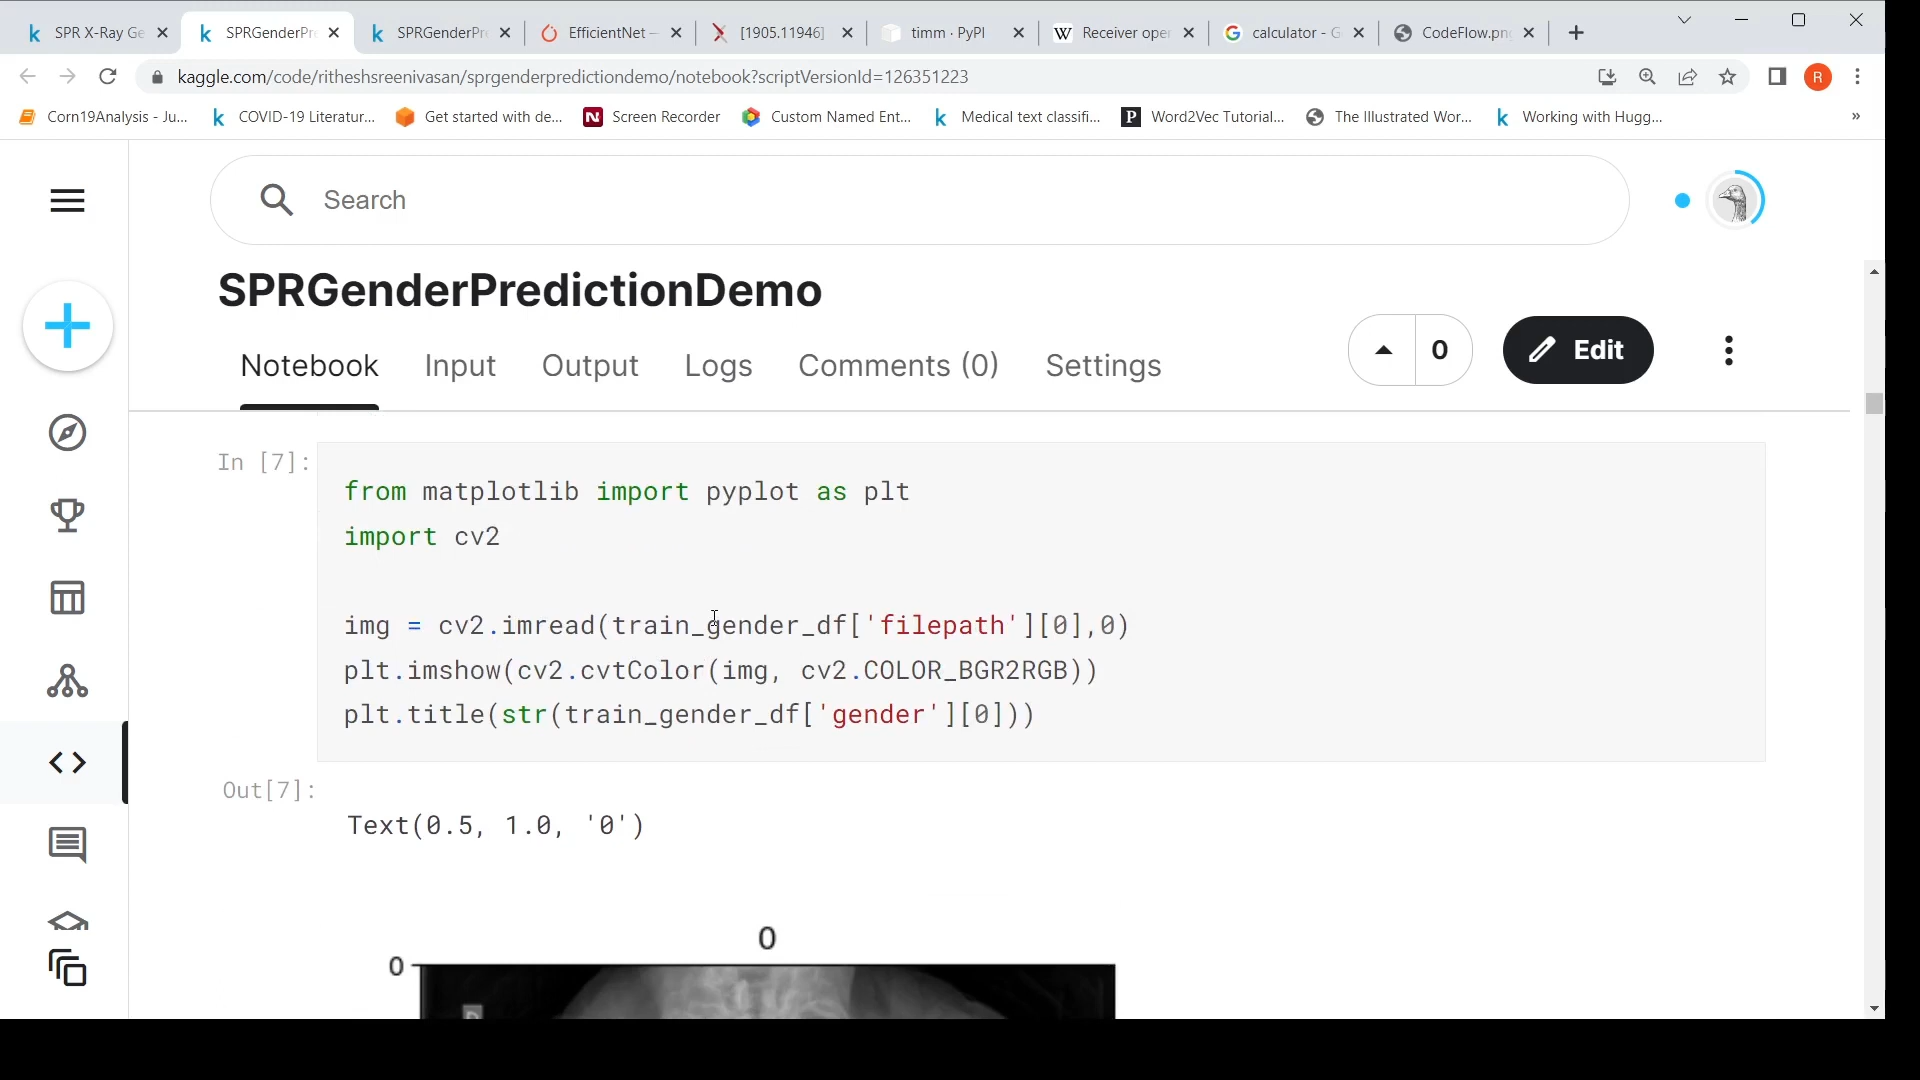 SPR X-Ray Ge
SPRGenderPr
SPRGenderPr
EfficientNet –
[1905.11946]
timm · PyPI
Receiver oper
calculator - G
CodeFlow.pn
kaggle.com/code/ritheshsreenivasan/sprgenderpredictiondemo/notebook?scriptVersionId=126351223
R
Corn19Analysis - Ju...
COVID-19 Literatur...
Get started with de...
Screen Recorder
Custom Named Ent...
Medical text classifi...
Word2Vec Tutorial...
The Illustrated Wor...
Working with Hugg...
Search
SPRGenderPredictionDemo
Notebook Input Output Logs Comments (0) Settings
0
Edit
In [7]:
from matplotlib import pyplot as plt
import cv2
img = cv2.imread(train_gender_df['filepath'][0],0)
plt.imshow(cv2.cvtColor(img, cv2.COLOR_BGR2RGB))
plt.title(str(train_gender_df['gender'][0]))
Out[7]:
Text(0.5, 1.0, '0')
0
0